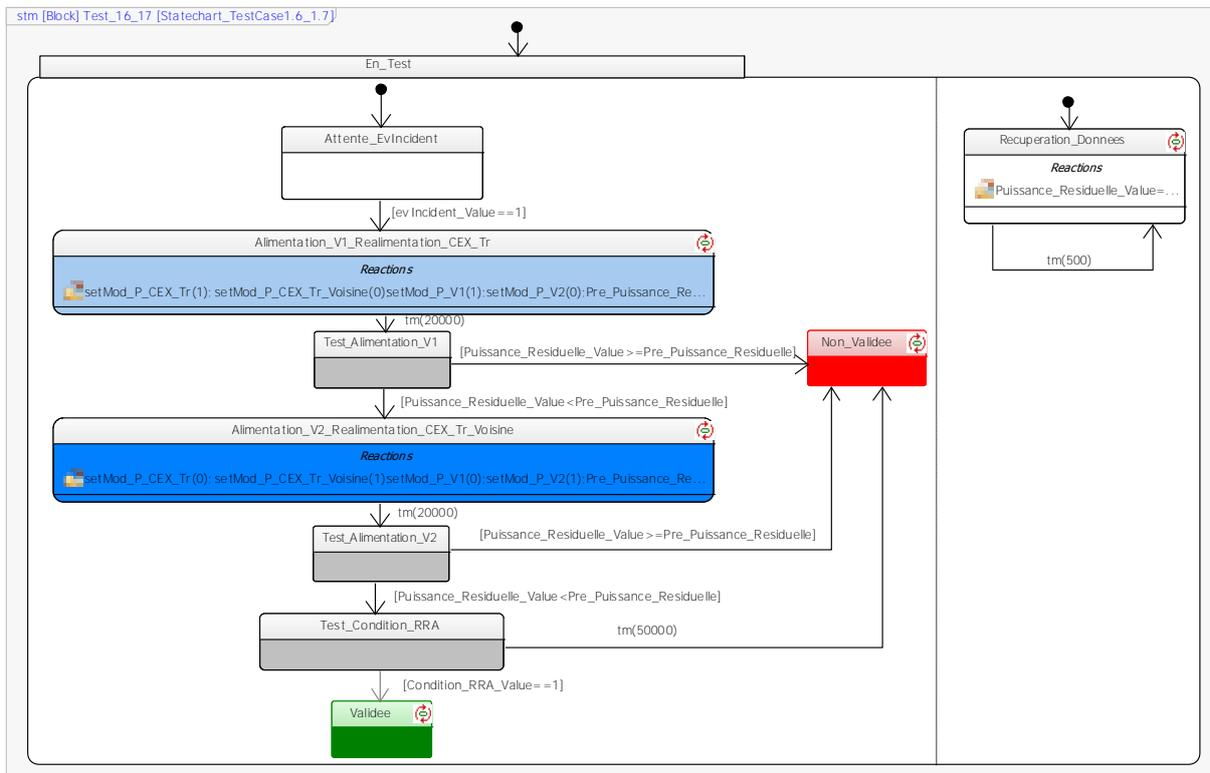 stm [Block] Test_16_17 [Statechart_TestCase1.6_1.7]
En_Test
Attente_EvIncident
[evIncident_Value==1]
Alimentation_V1_Realimentation_CEX_Tr
Reactions
setMod_P_CEX_Tr(1); setMod_P_CEX_Tr_Voisine(0)setMod_P_V1(1);setMod_P_V2(0);Pre_Puissance_Re...
tm(20000)
Test_Alimentation_V1
[Puissance_Residuelle_Value>=Pre_Puissance_Residuelle]
Non_Validee
[Puissance_Residuelle_Value<Pre_Puissance_Residuelle]
Alimentation_V2_Realimentation_CEX_Tr_Voisine
Reactions
setMod_P_CEX_Tr(0); setMod_P_CEX_Tr_Voisine(1)setMod_P_V1(0);setMod_P_V2(1);Pre_Puissance_Re...
tm(20000)
Test_Alimentation_V2
[Puissance_Residuelle_Value>=Pre_Puissance_Residuelle]
[Puissance_Residuelle_Value<Pre_Puissance_Residuelle]
Test_Condition_RRA
tm(50000)
[Condition_RRA_Value==1]
Validee
Recuperation_Donnees
Reactions
Puissance_Residuelle_Value=...
tm(500)